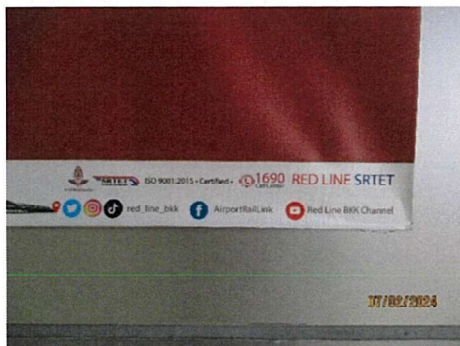 SRTET ISO 9001:2015 • Certified • 1690 RED LINE SRTET
red_line_bkk AirportRailLink Red Line BKK Channel
17/02/2024